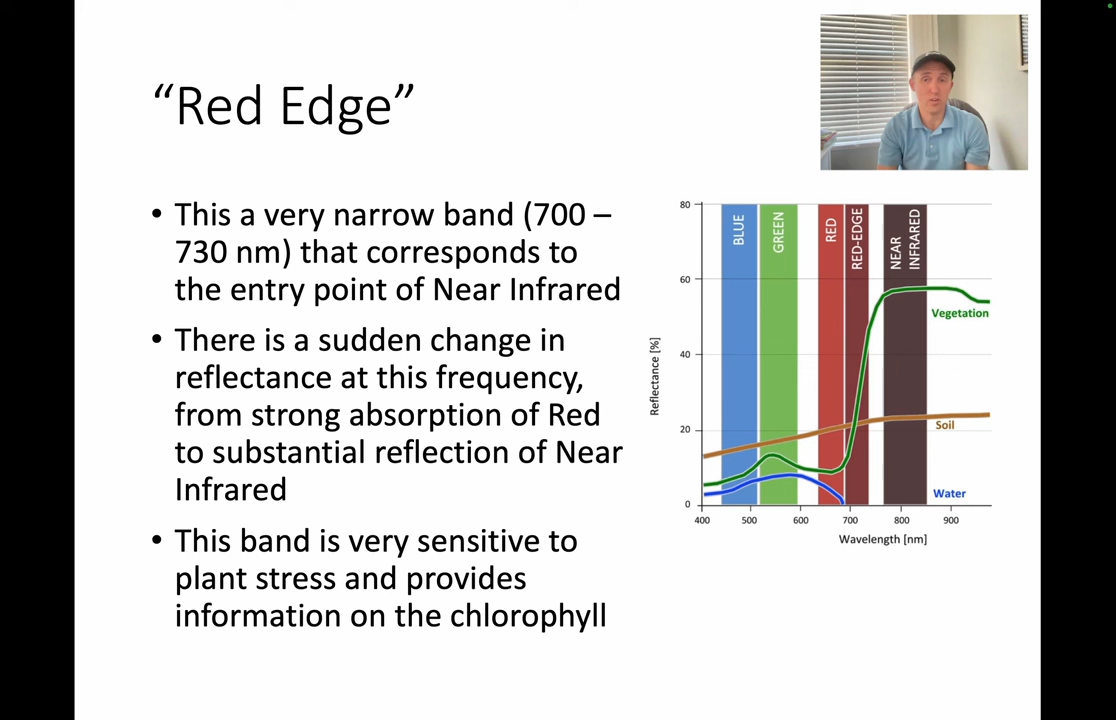 “Red Edge”
• This a very narrow band (700 –
730 nm) that corresponds to
the entry point of Near Infrared
• There is a sudden change in
reflectance at this frequency,
from strong absorption of Red
to substantial reflection of Near
Infrared
• This band is very sensitive to
plant stress and provides
information on the chlorophyll
80
60
40
20
0
Reflectance [%]
BLUE
GREEN
RED
RED-EDGE
NEAR
INFRARED
Vegetation
Soil
Water
400 500 600 700 800 900
Wavelength [nm]